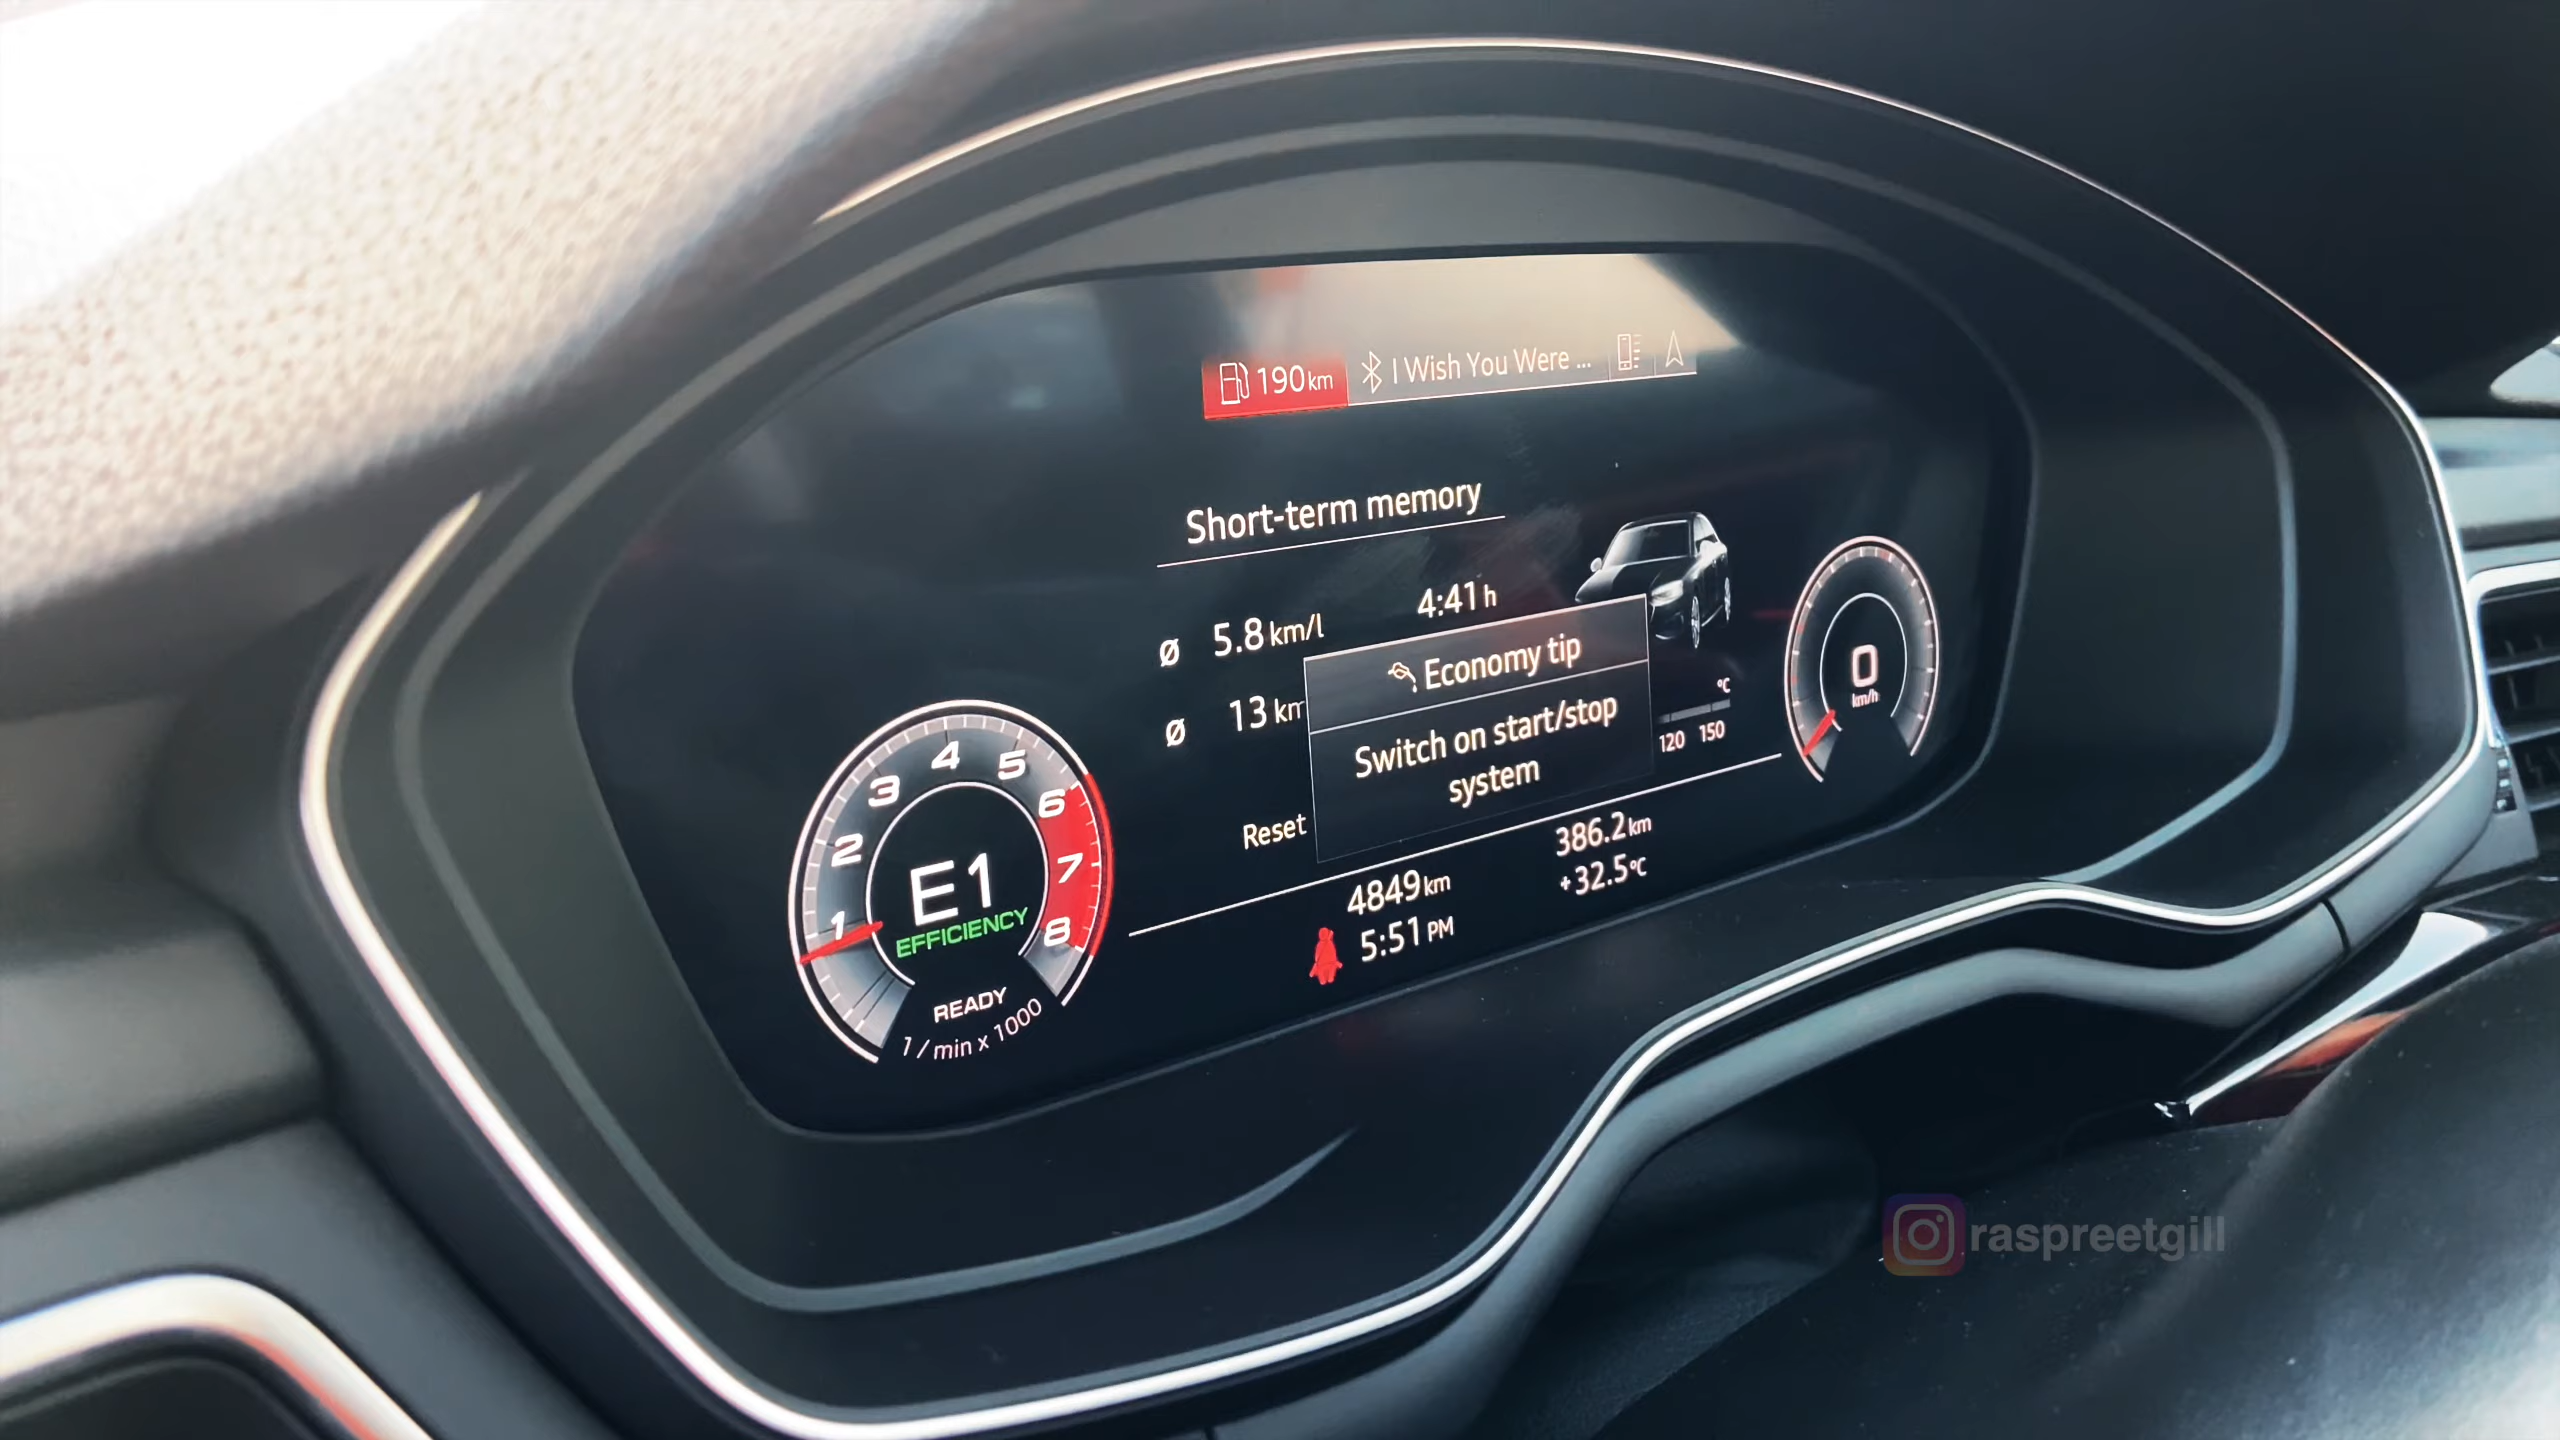 190 km
I Wish You Were ...
Short-term memory
4:41 h
ø 5.8 km/l
Economy tip
ø 13 km
Switch on start/stop
system
°C
120 150
0
km/h
Reset
1 2 3 4 5 6 7 8
E1
EFFICIENCY
READY
1 / min x 1000
4849 km
386.2 km
5:51 PM
+32.5 °C
raspreetgill